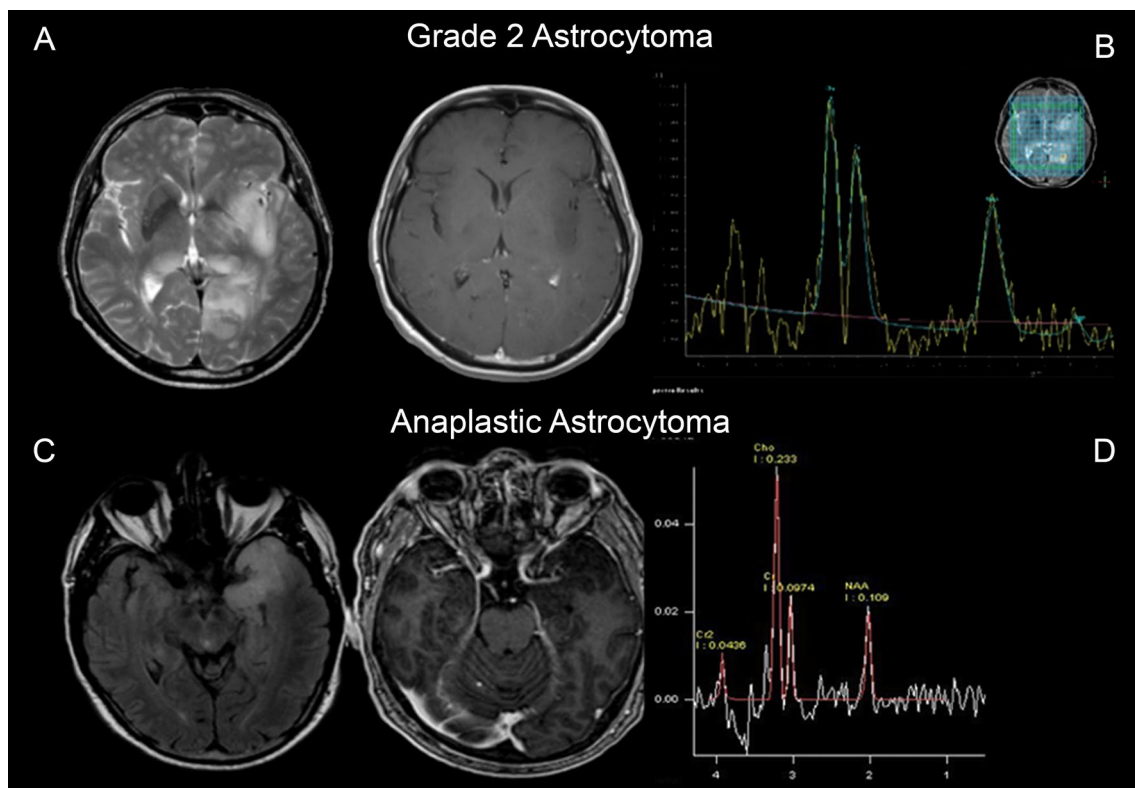 A
Grade 2 Astrocytoma
B
C
Anaplastic Astrocytoma
D
Cho
I : 0.233
0.04
I : 0.0974
NAA
I : 0.109
0.02
Cr2
I : 0.0436
0.00
4 3 2 1